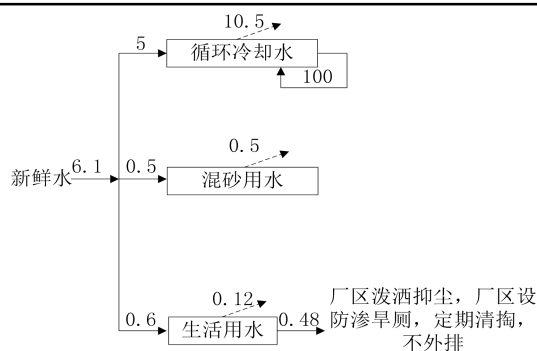 10.5
5
循环冷却水
100
0.5
新鲜水
6.1
0.5
混砂用水
0.12
0.6
生活用水
0.48
厂区泼洒抑尘，厂区设
防渗旱厕，定期清掏，
不外排